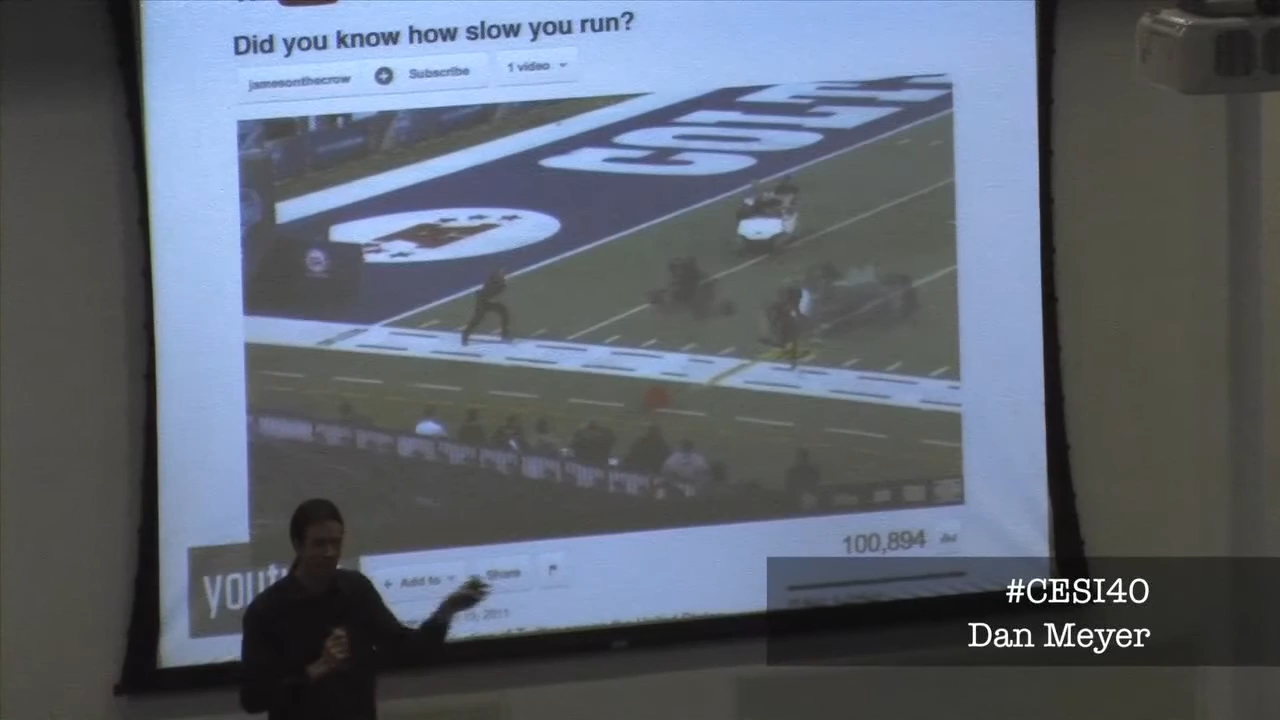 Did you know how slow you run?
jamesonthecrow
Subscribe
1 video
COLTS
100,894
Add to
Share
yout
#CESI40
Dan Meyer